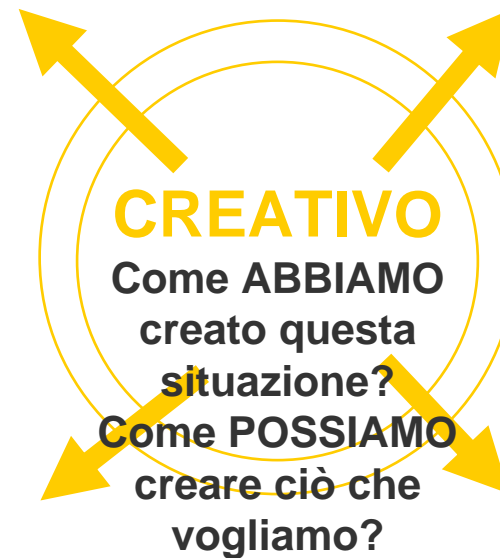 CREATIVO
Come ABBIAMO
creato questa
situazione?
Come POSSIAMO
creare ciò che
vogliamo?